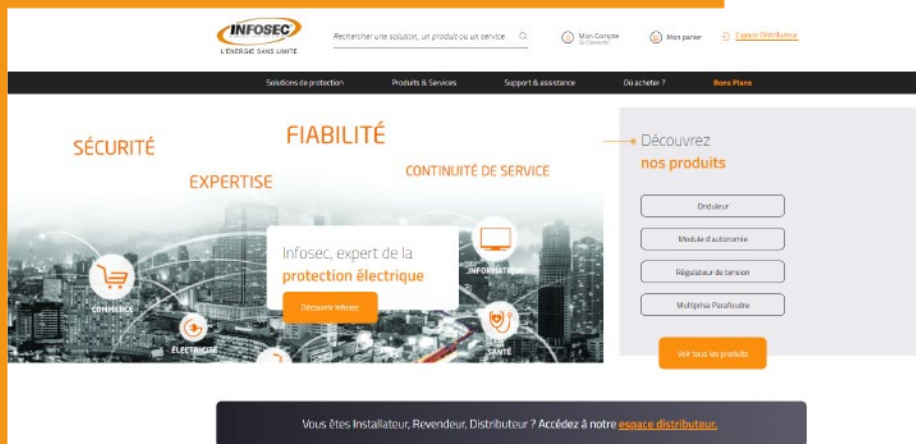 INFOSEC
L'ÉNERGIE SANS LIMITE
Rechercher une solution, un produit ou un service
Mon Compte
Se Connecter
Mon panier
Espace Distributeur
Solutions de protection
Produits & Services
Support & assistance
Où acheter ?
Bons Plans
SÉCURITÉ
FIABILITÉ
EXPERTISE
CONTINUITÉ DE SERVICE
Infosec, expert de la
protection électrique
Découvrir Infosec
COMMERCE
ÉLECTRICITÉ
INFORMATIQUE
SANTÉ
Découvrez
nos produits
Onduleur
Module d'autonomie
Régulateur de tension
Multiprise Parafoudre
Voir tous les produits
Vous êtes Installateur, Revendeur, Distributeur ? Accédez à notre espace distributeur.